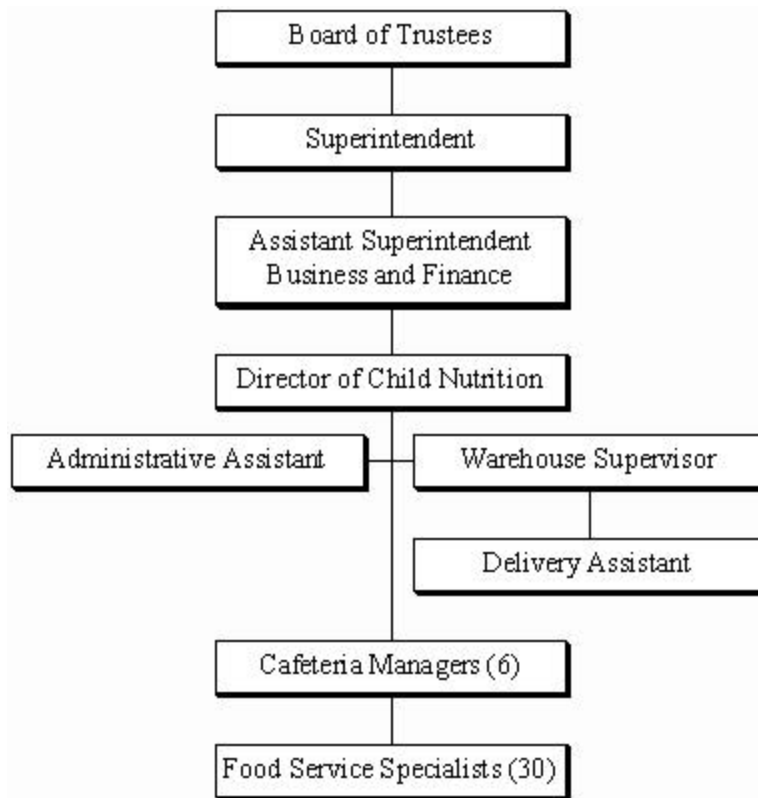 Board of Trustees
Superintendent
Assistant Superintendent
Business and Finance
Director of Child Nutrition
Administrative Assistant
Warehouse Supervisor
Delivery Assistant
Cafeteria Managers (6)
Food Service Specialists (30)